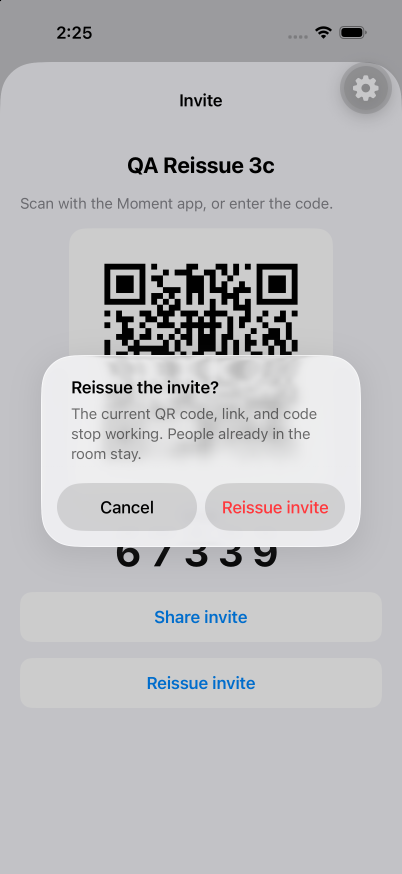 2:25
Invite
QA Reissue 3c
Scan with the Moment app, or enter the code.
Reissue the invite?
The current QR code, link, and code
stop working. People already in the
room stay.
Cancel
Reissue invite
67339
Share invite
Reissue invite